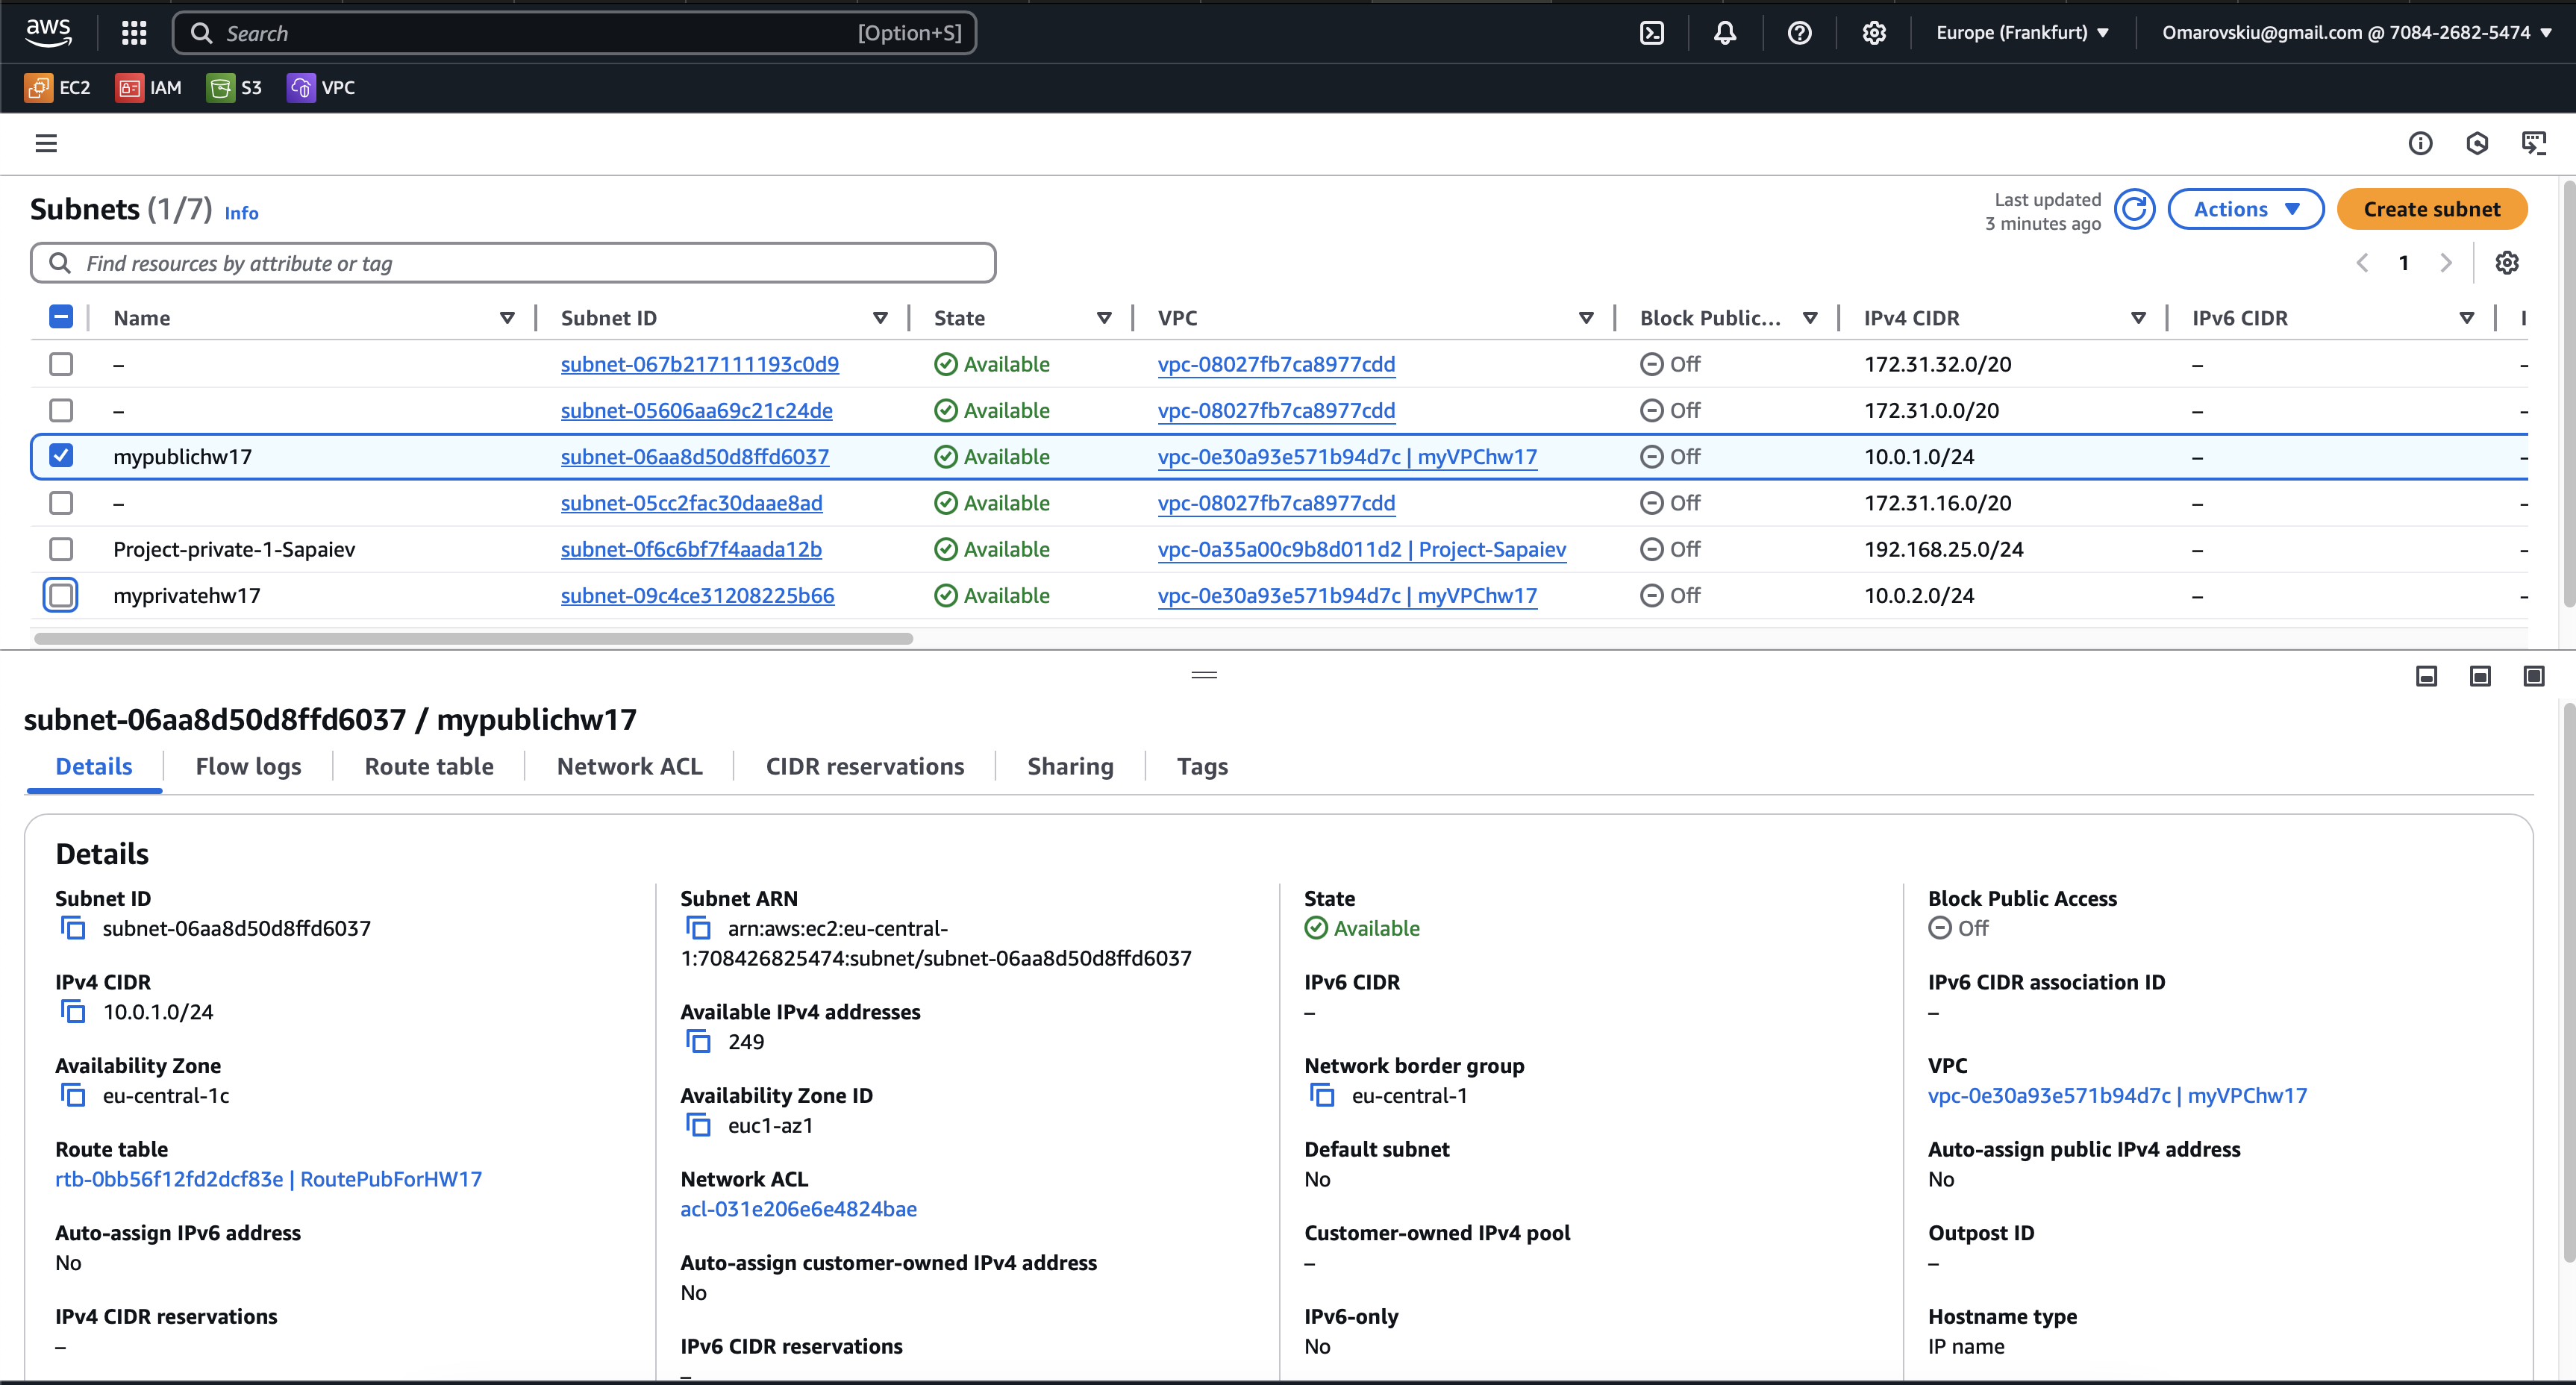 aws
Search [Option+S] Europe (Frankfurt) Omarovskiu@gmail.com @ 7084-2682-5474
EC2 IAM S3 VPC
Subnets (1/7) Info
Last updated
3 minutes ago
Actions
Create subnet
Find resources by attribute or tag
1
Name Subnet ID State VPC Block Public... IPv4 CIDR IPv6 CIDR
– subnet-067b217111193c0d9 Available vpc-08027fb7ca8977cdd Off 172.31.32.0/20 – –
– subnet-05606aa69c21c24de Available vpc-08027fb7ca8977cdd Off 172.31.0.0/20 – –
mypublichw17 subnet-06aa8d50d8ffd6037 Available vpc-0e30a93e571b94d7c | myVPChw17 Off 10.0.1.0/24 – –
– subnet-05cc2fac30daae8ad Available vpc-08027fb7ca8977cdd Off 172.31.16.0/20 – –
Project-private-1-Sapaiev subnet-0f6c6bf7f4aada12b Available vpc-0a35a00c9b8d011d2 | Project-Sapaiev Off 192.168.25.0/24 – –
myprivatehw17 subnet-09c4ce31208225b66 Available vpc-0e30a93e571b94d7c | myVPChw17 Off 10.0.2.0/24 – –
subnet-06aa8d50d8ffd6037 / mypublichw17
Details Flow logs Route table Network ACL CIDR reservations Sharing Tags
Details
Subnet ID
subnet-06aa8d50d8ffd6037
IPv4 CIDR
10.0.1.0/24
Availability Zone
eu-central-1c
Route table
rtb-0bb56f12fd2dcf83e | RoutePubForHW17
Auto-assign IPv6 address
No
IPv4 CIDR reservations
–
Subnet ARN
arn:aws:ec2:eu-central-
1:708426825474:subnet/subnet-06aa8d50d8ffd6037
Available IPv4 addresses
249
Availability Zone ID
euc1-az1
Network ACL
acl-031e206e6e4824bae
Auto-assign customer-owned IPv4 address
No
IPv6 CIDR reservations
–
State
Available
IPv6 CIDR
–
Network border group
eu-central-1
Default subnet
No
Customer-owned IPv4 pool
–
IPv6-only
No
Block Public Access
Off
IPv6 CIDR association ID
–
VPC
vpc-0e30a93e571b94d7c | myVPChw17
Auto-assign public IPv4 address
No
Outpost ID
–
Hostname type
IP name